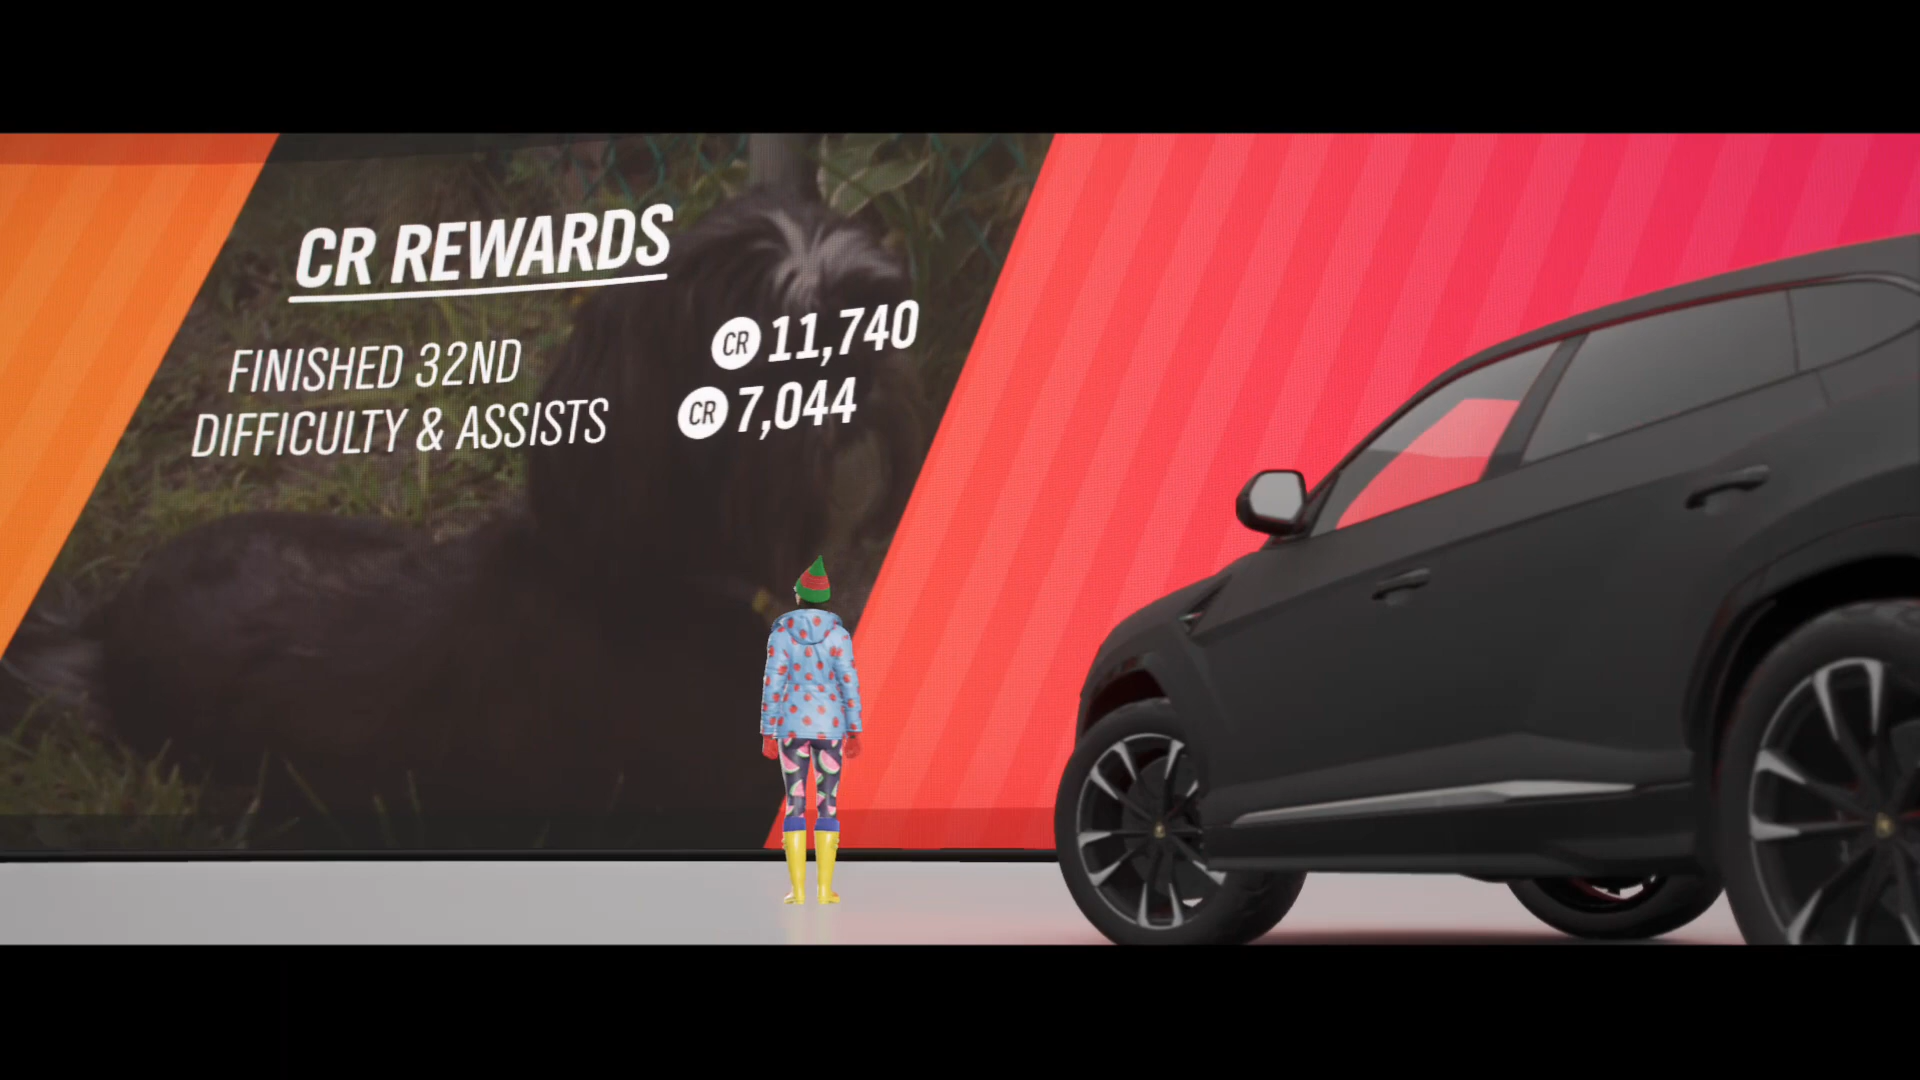 CR REWARDS
FINISHED 32ND CR 11,740
DIFFICULTY & ASSISTS CR 7,044